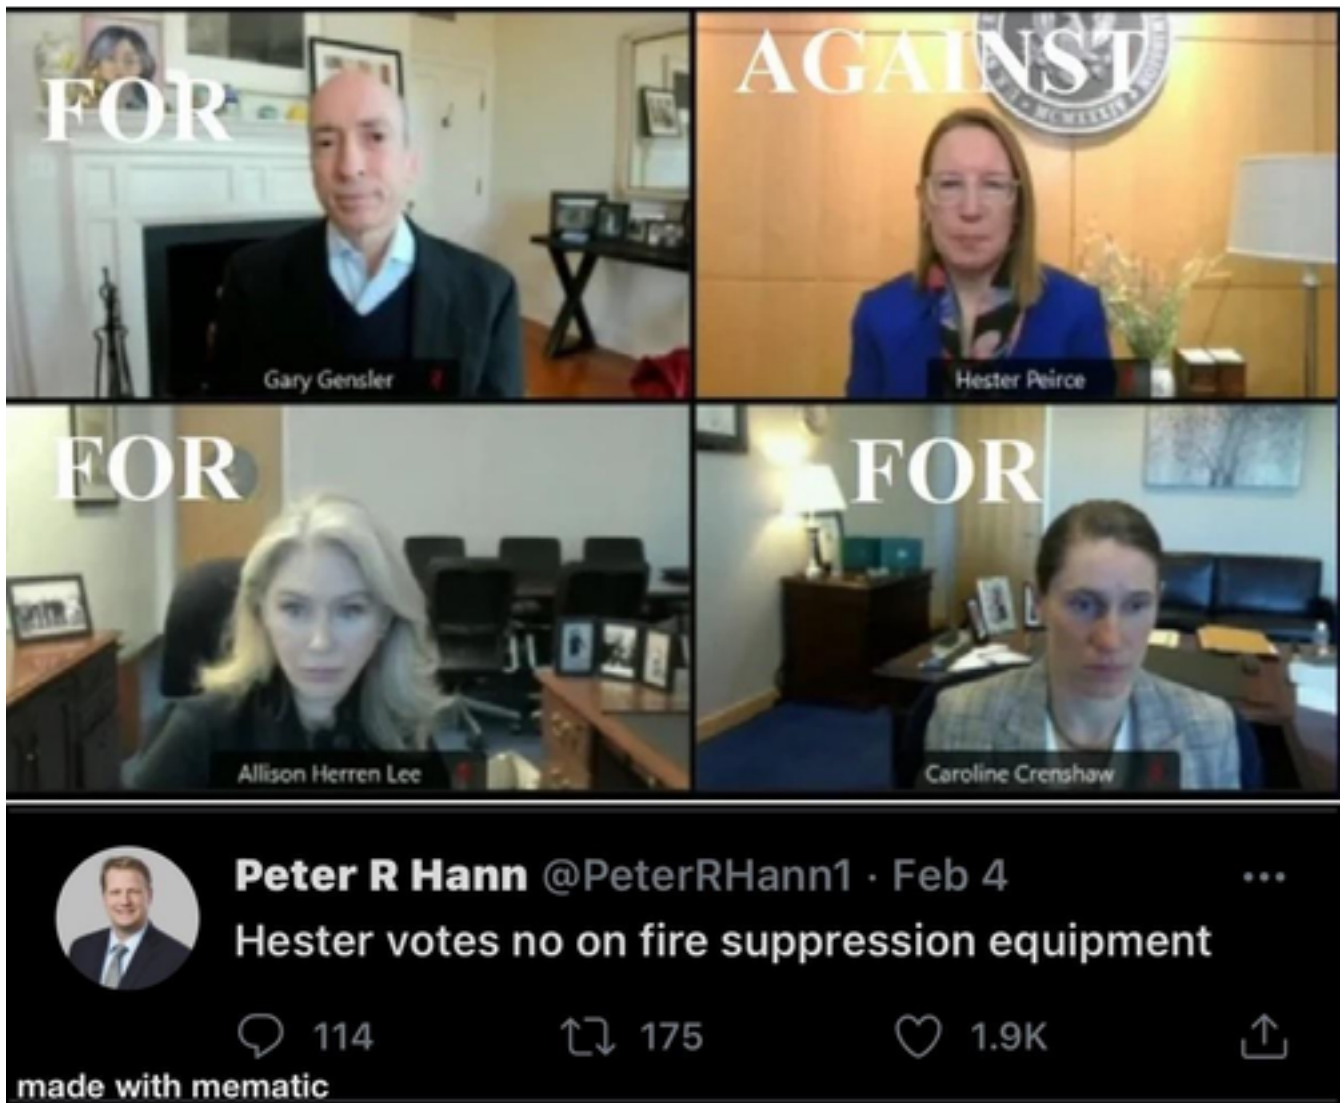 FOR
AGAINST
MCMXXXIV
Gary Gensler
Hester Peirce
FOR
FOR
Allison Herren Lee
Caroline Crenshaw
Peter R Hann @PeterRHann1 · Feb 4
Hester votes no on fire suppression equipment
114 175 1.9K
made with mematic